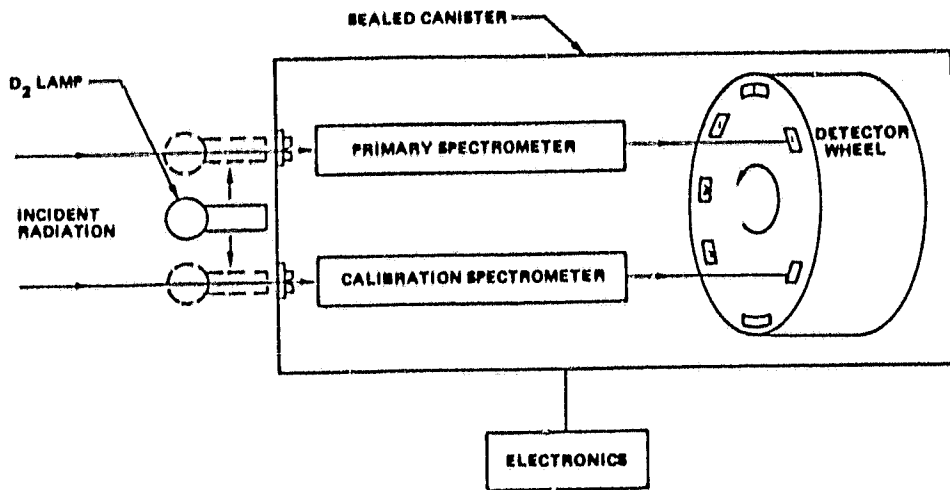 SEALED CANISTER
D2 LAMP
PRIMARY SPECTROMETER
DETECTOR
WHEEL
INCIDENT
RADIATION
CALIBRATION SPECTROMETER
ELECTRONICS